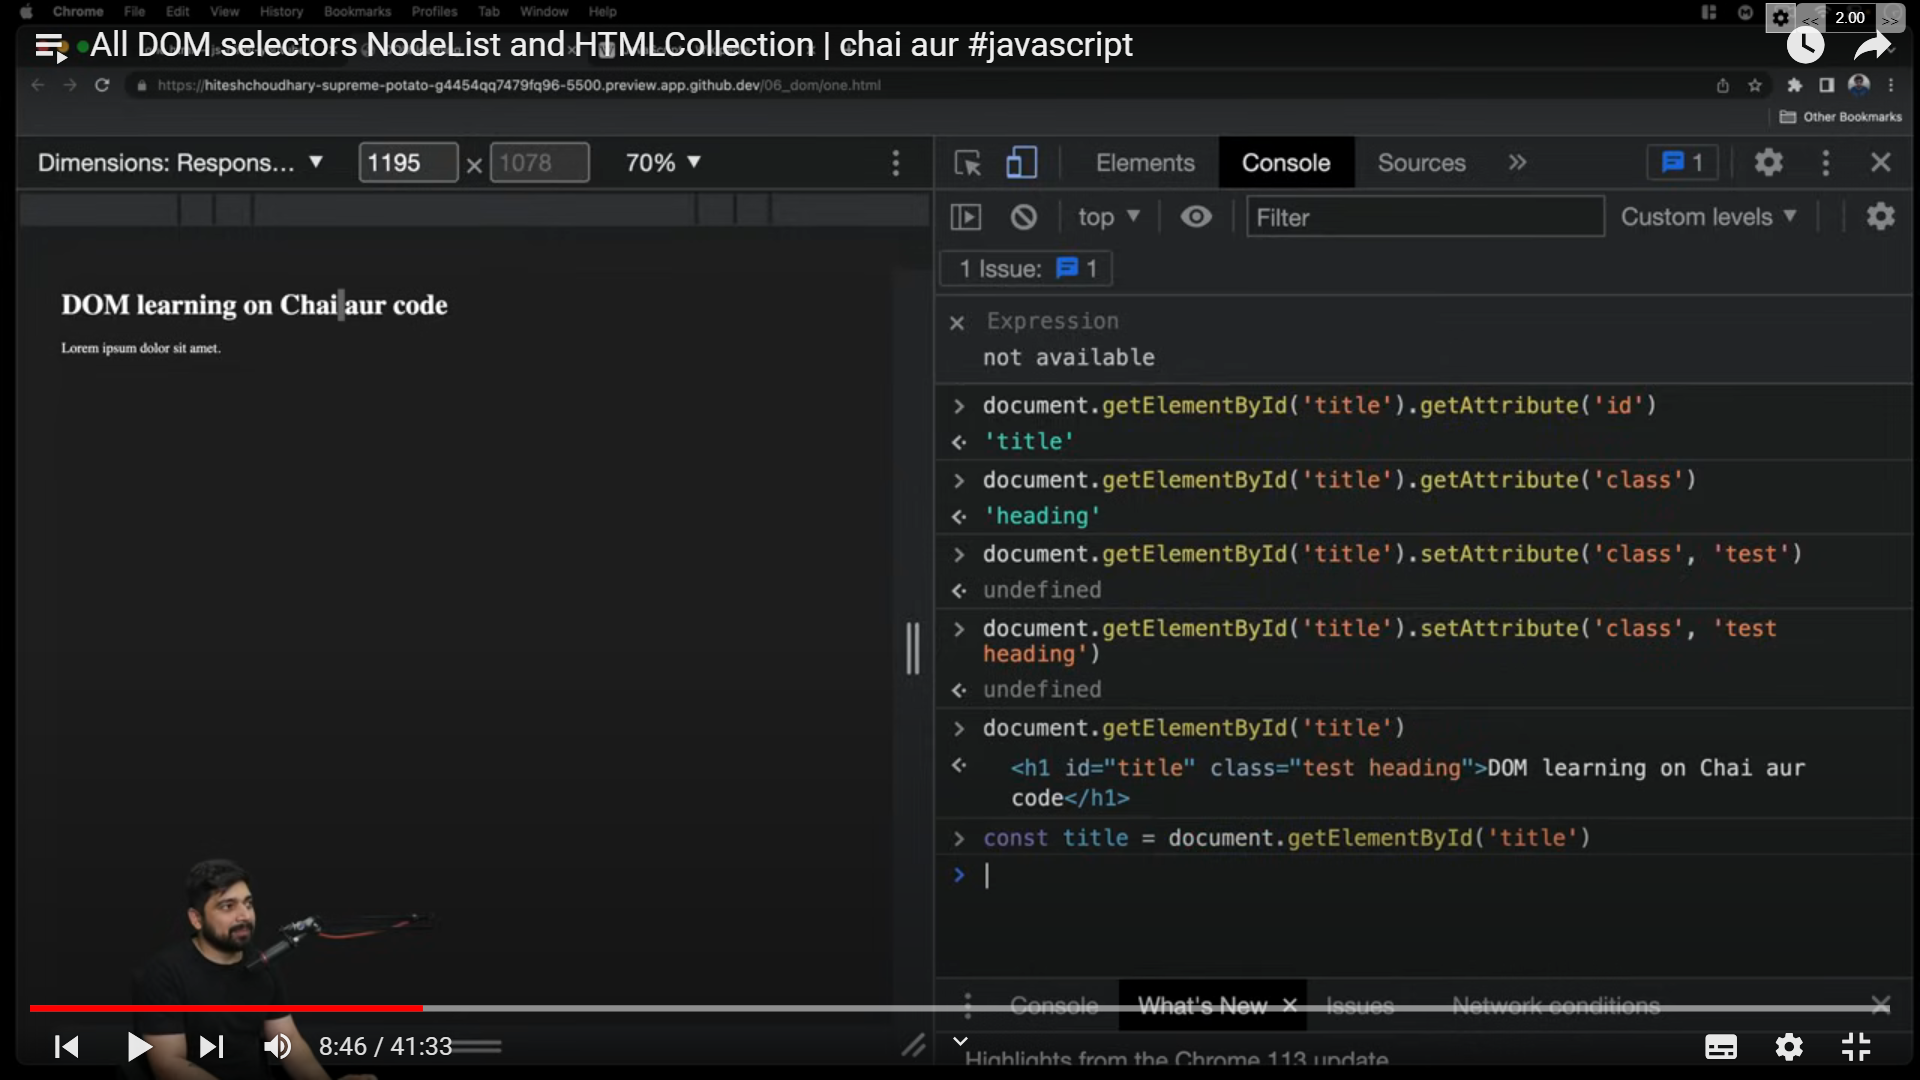 Chrome File Edit View History Bookmarks Profiles Tab Window Help
<< 2.00 >>
All DOM selectors NodeList and HTMLCollection | chai aur #javascript
https://hiteshchoudhary-supreme-potato-g4454qq7479fq96-5500.preview.app.github.dev/06_dom/one.html
Other Bookmarks
Dimensions: Respons... 1195 × 1078 70%
Elements Console Sources 1
top Filter Custom levels
1 Issue: 1
DOM learning on Chai aur code
Lorem ipsum dolor sit amet.
Expression
not available
document.getElementById('title').getAttribute('id')
'title'
document.getElementById('title').getAttribute('class')
'heading'
document.getElementById('title').setAttribute('class', 'test')
undefined
document.getElementById('title').setAttribute('class', 'test
heading')
undefined
document.getElementById('title')
<h1 id="title" class="test heading">DOM learning on Chai aur
code</h1>
const title = document.getElementById('title')
Console What's New × Issues Network conditions
8:46 / 41:33
Highlights from the Chrome 113 update